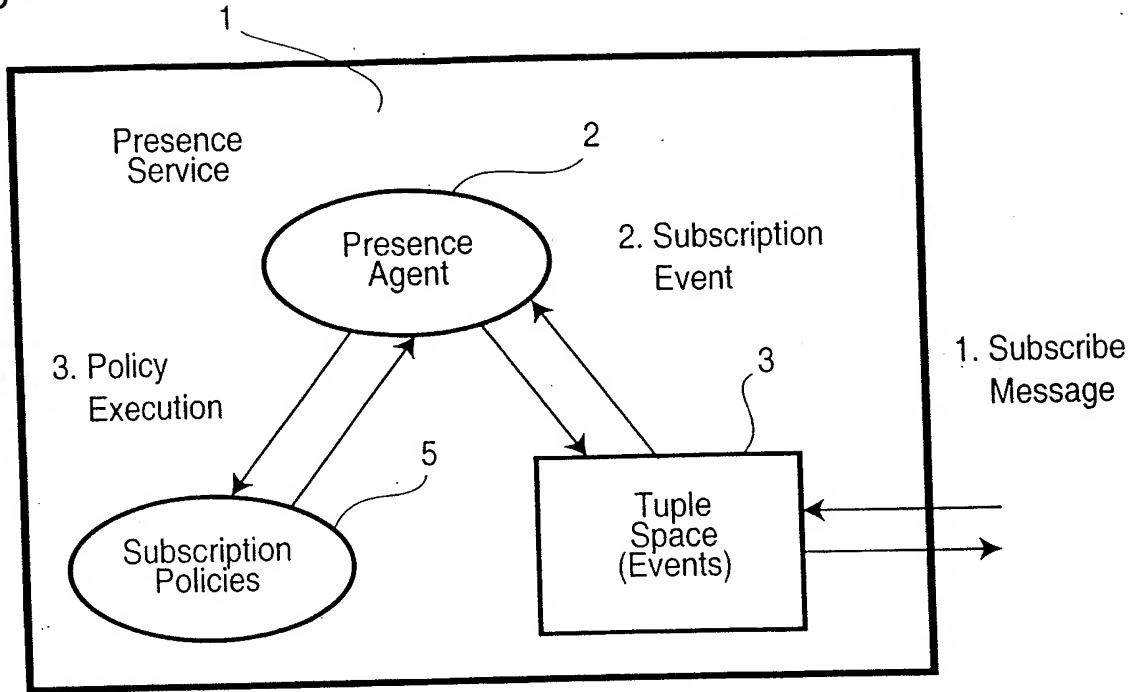 1
Presence
Service
2
Presence
Agent
2. Subscription
Event
1. Subscribe
Message
3. Policy
Execution
3
5
Subscription
Policies
Tuple
Space
(Events)